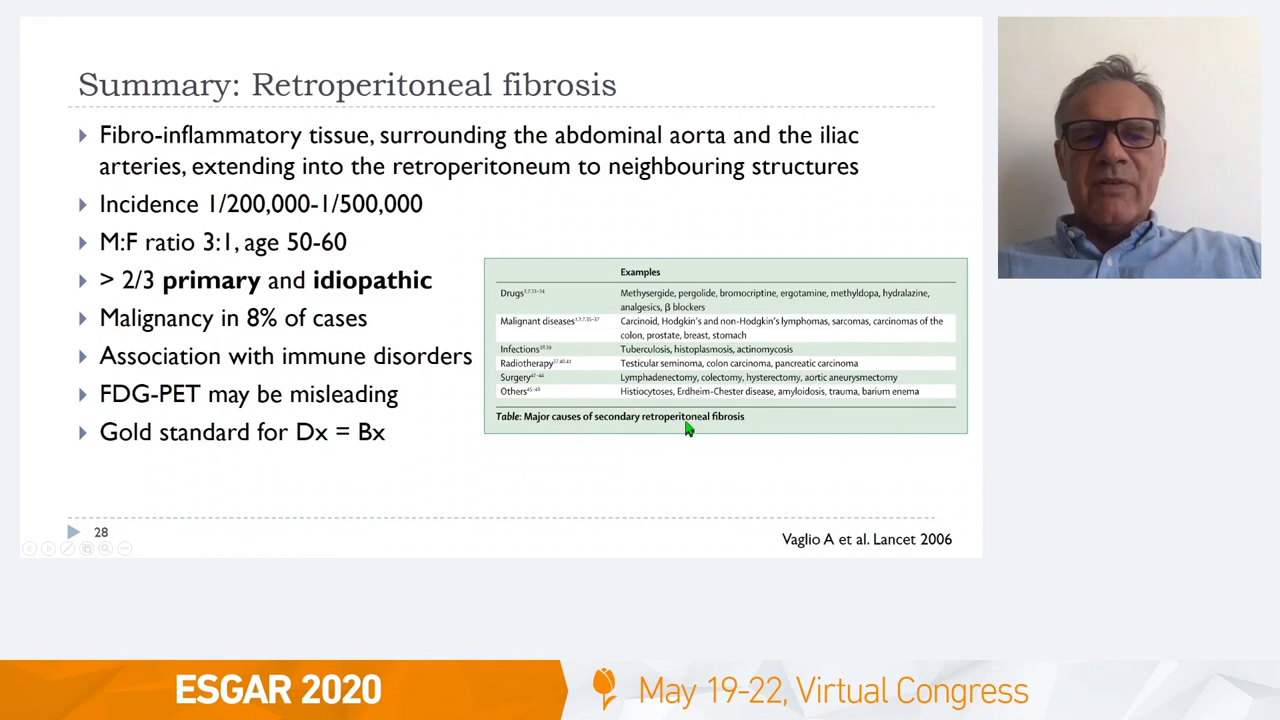 Summary: Retroperitoneal fibrosis
Fibro-inflammatory tissue, surrounding the abdominal aorta and the iliac
arteries, extending into the retroperitoneum to neighbouring structures
Incidence 1/200,000-1/500,000
M:F ratio 3:1, age 50-60
> 2/3 primary and idiopathic
Malignancy in 8% of cases
Association with immune disorders
FDG-PET may be misleading
Gold standard for Dx = Bx
Examples
Drugs Methysergide, pergolide, bromocriptine, ergotamine, methyldopa, hydralazine,
analgesics, β blockers
Malignant diseases Carcinoid, Hodgkin's and non-Hodgkin's lymphomas, sarcomas, carcinomas of the
colon, prostate, breast, stomach
Infections Tuberculosis, histoplasmosis, actinomycosis
Radiotherapy Testicular seminoma, colon carcinoma, pancreatic carcinoma
Surgery Lymphadenectomy, colectomy, hysterectomy, aortic aneurysmectomy
Others Histiocytoses, Erdheim-Chester disease, amyloidosis, trauma, barium enema
Table: Major causes of secondary retroperitoneal fibrosis
28
Vaglio A et al. Lancet 2006
ESGAR 2020
May 19-22, Virtual Congress